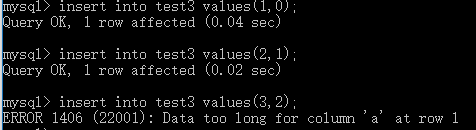 mysql> insert into test3 values(1,0);
Query OK, 1 row affected (0.04 sec)
mysql> insert into test3 values(2,1);
Query OK, 1 row affected (0.02 sec)
mysql> insert into test3 values(3,2);
ERROR 1406 (22001): Data too long for column 'a' at row 1